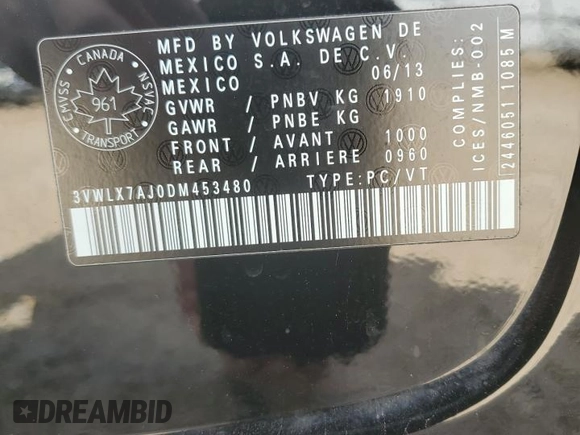 MFD BY VOLKSWAGEN DE
MEXICO S.A. DE C.V.
MEXICO 06/13
GVWR / PNBV KG 1910
GAWR / PNBE KG
FRONT / AVANT 1000
REAR / ARRIERE 0960
3VWLX7AJ0DM453480 TYPE:PC/VT
CANADA
CMVSS
NSVAC
961
TRANSPORT
COMPLIES:
ICES/NMB-002
2446051 1085 M
DREAMBID